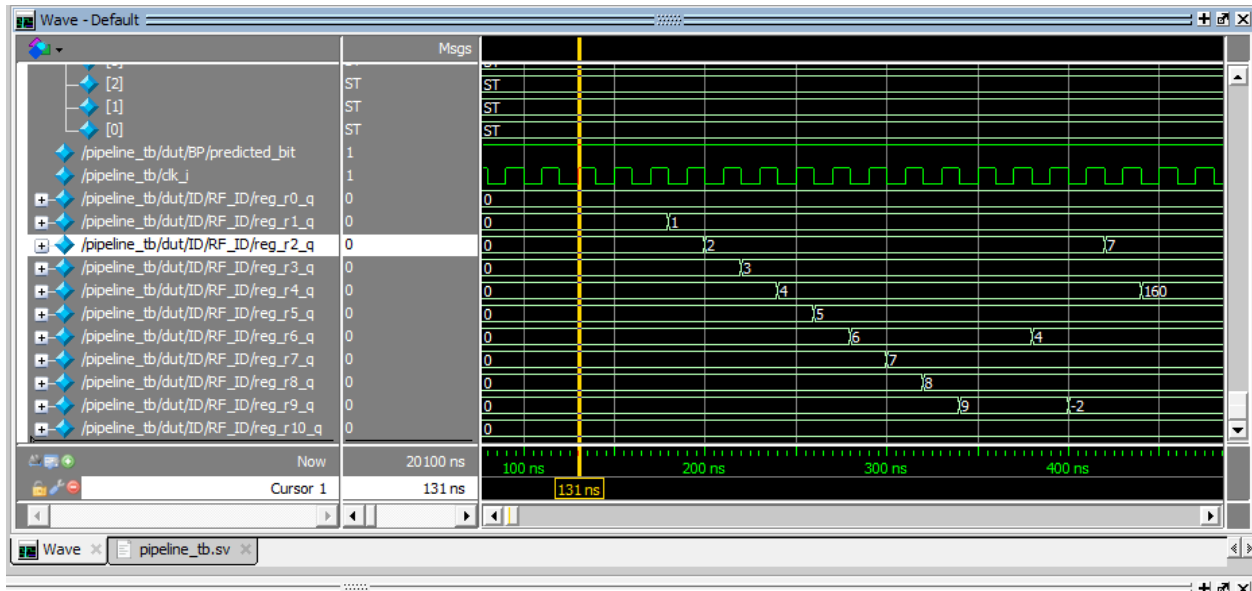 Wave - Default
Msgs
[2] ST ST
[1] ST ST
[0] ST ST
/pipeline_tb/dut/BP/predicted_bit 1
/pipeline_tb/clk_i 1
/pipeline_tb/dut/ID/RF_ID/reg_r0_q 0 0
/pipeline_tb/dut/ID/RF_ID/reg_r1_q 0 0 1
/pipeline_tb/dut/ID/RF_ID/reg_r2_q 0 0 2 7
/pipeline_tb/dut/ID/RF_ID/reg_r3_q 0 0 3
/pipeline_tb/dut/ID/RF_ID/reg_r4_q 0 0 4 160
/pipeline_tb/dut/ID/RF_ID/reg_r5_q 0 0 5
/pipeline_tb/dut/ID/RF_ID/reg_r6_q 0 0 6 4
/pipeline_tb/dut/ID/RF_ID/reg_r7_q 0 0 7
/pipeline_tb/dut/ID/RF_ID/reg_r8_q 0 0 8
/pipeline_tb/dut/ID/RF_ID/reg_r9_q 0 0 9 -2
/pipeline_tb/dut/ID/RF_ID/reg_r10_q 0 0
Now 20100 ns 100 ns 200 ns 300 ns 400 ns
Cursor 1 131 ns 131 ns
Wave pipeline_tb.sv